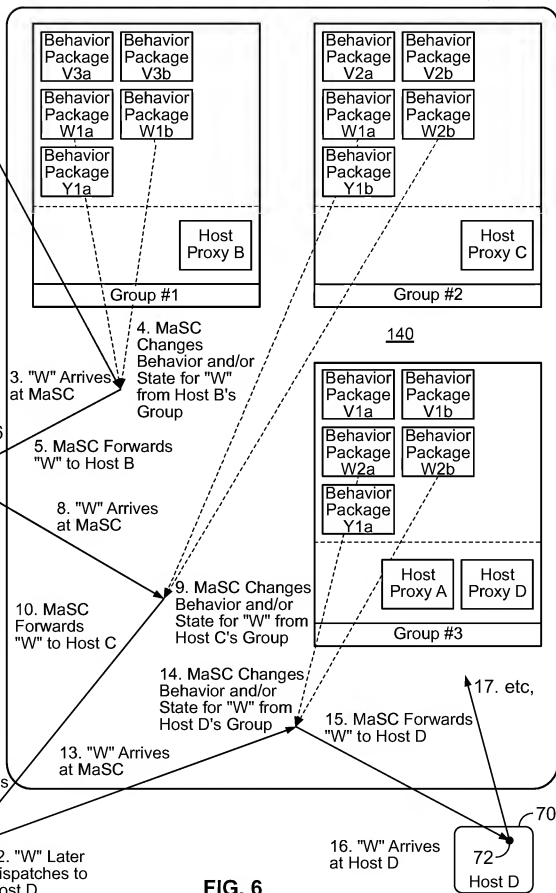 Behavior
Package
V3a
Behavior
Package
V3b
Behavior
Package
W1a
Behavior
Package
W1b
Behavior
Package
Y1a
Host
Proxy B
Group #1
Behavior
Package
V2a
Behavior
Package
V2b
Behavior
Package
W1a
Behavior
Package
W2b
Behavior
Package
Y1b
Host
Proxy C
Group #2
140
3. "W" Arrives
at MaSC
4. MaSC
Changes
Behavior and/or
State for "W"
from Host B's
Group
5. MaSC Forwards
"W" to Host B
Behavior
Package
V1a
Behavior
Package
V1b
Behavior
Package
W2a
Behavior
Package
W2b
Behavior
Package
Y1a
Host
Proxy A
Host
Proxy D
Group #3
8. "W" Arrives
at MaSC
9. MaSC Changes
Behavior and/or
State for "W" from
Host C's Group
10. MaSC
Forwards
"W" to Host C
14. MaSC Changes
Behavior and/or
State for "W" from
Host D's Group
13. "W" Arrives
at MaSC
15. MaSC Forwards
"W" to Host D
17. etc,
2. "W" Later
ispatches to
ost D
16. "W" Arrives
at Host D
70
72
Host D
FIG. 6